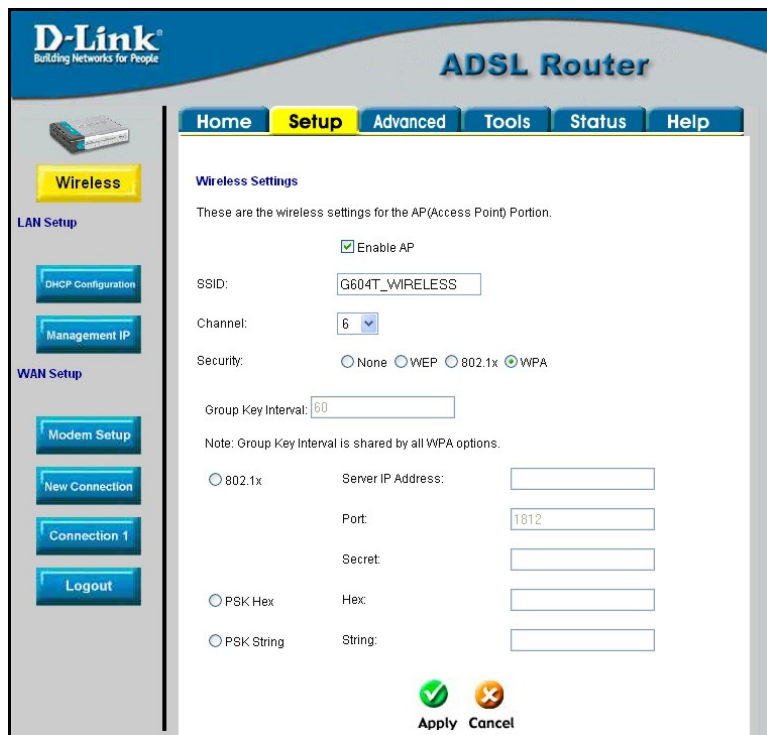 D-Link®
Building Networks for People
ADSL Router
Home Setup Advanced Tools Status Help
Wireless
LAN Setup
DHCP Configuration
Management IP
WAN Setup
Modem Setup
New Connection
Connection 1
Logout
Wireless Settings
These are the wireless settings for the AP(Access Point) Portion.
Enable AP
SSID: G604T_WIRELESS
Channel: 6
Security: None WEP 802.1x WPA
Group Key Interval: 60
Note: Group Key Interval is shared by all WPA options.
802.1x Server IP Address:
Port: 1812
Secret:
PSK Hex Hex:
PSK String String:
Apply Cancel